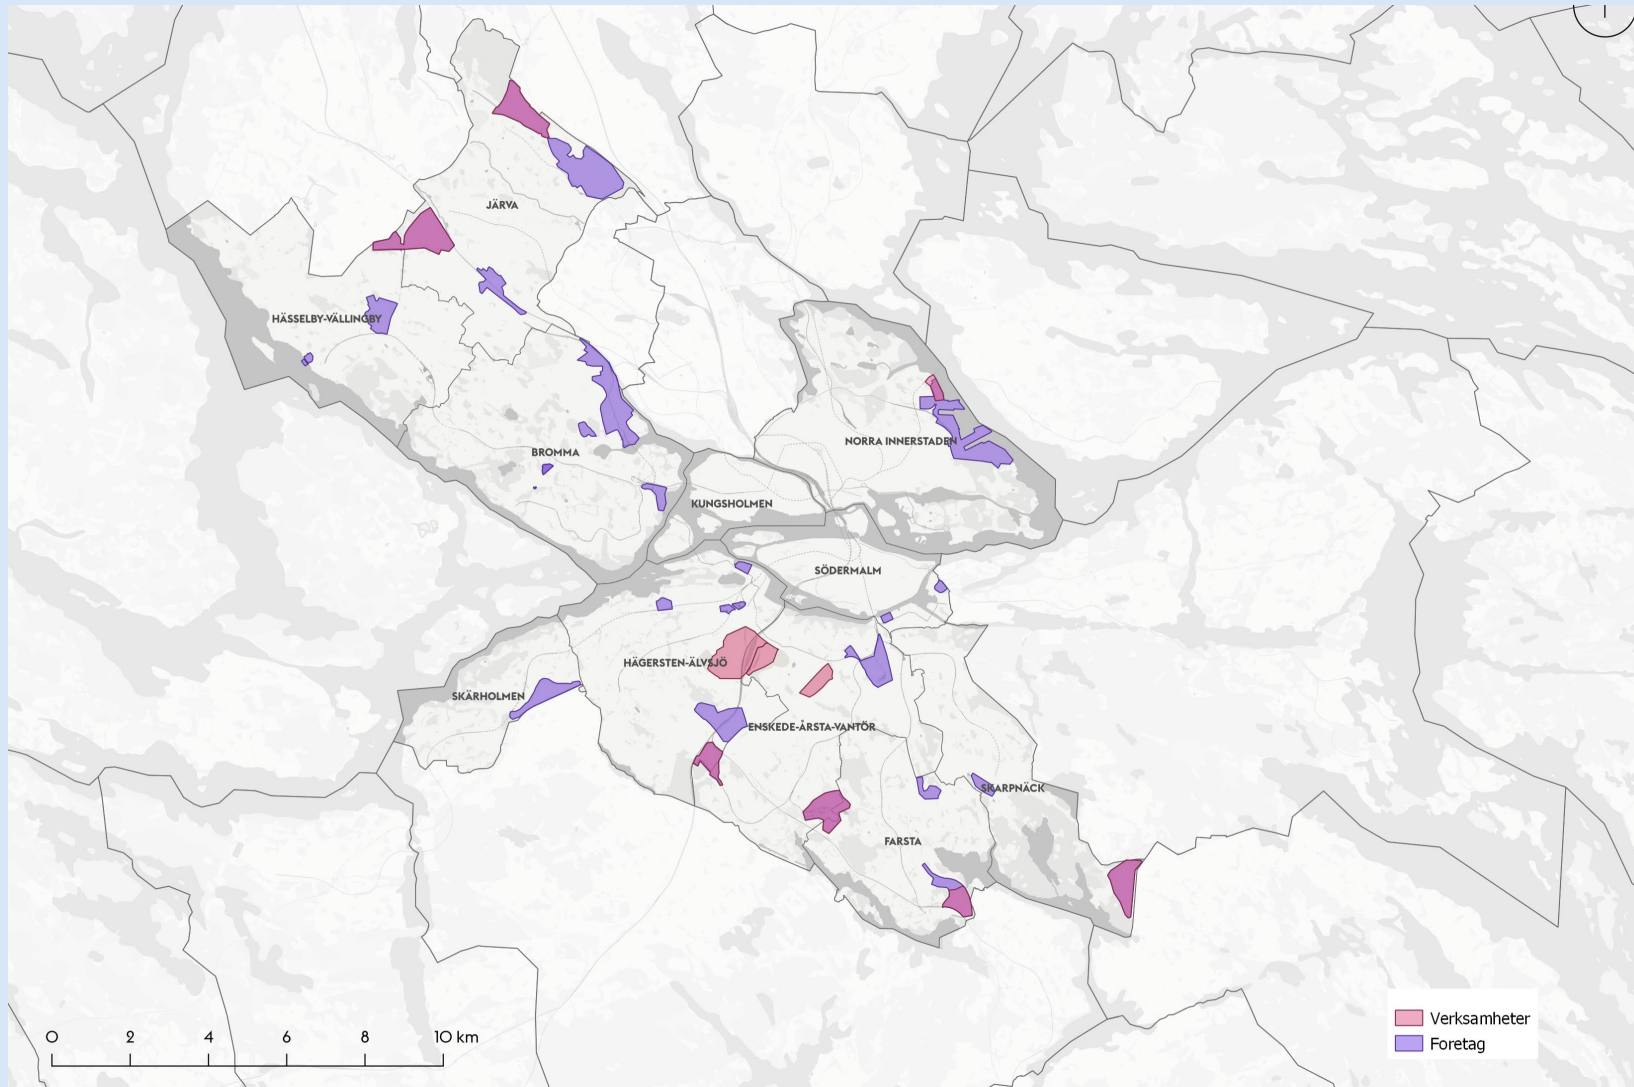 JÄRVA
HÄSSELBY-VÄLLINGBY
NORRA INNERSTADEN
BROMMA
KUNGSHOLMEN
SÖDERMALM
HÄGERSTEN-ÄLVSJÖ
SKÄRHOLMEN
ENSKEDE-ÅRSTA-VANTÖR
SKARPNÄCK
FARSTA
0 2 4 6 8 10 km
Verksamheter
Foretag